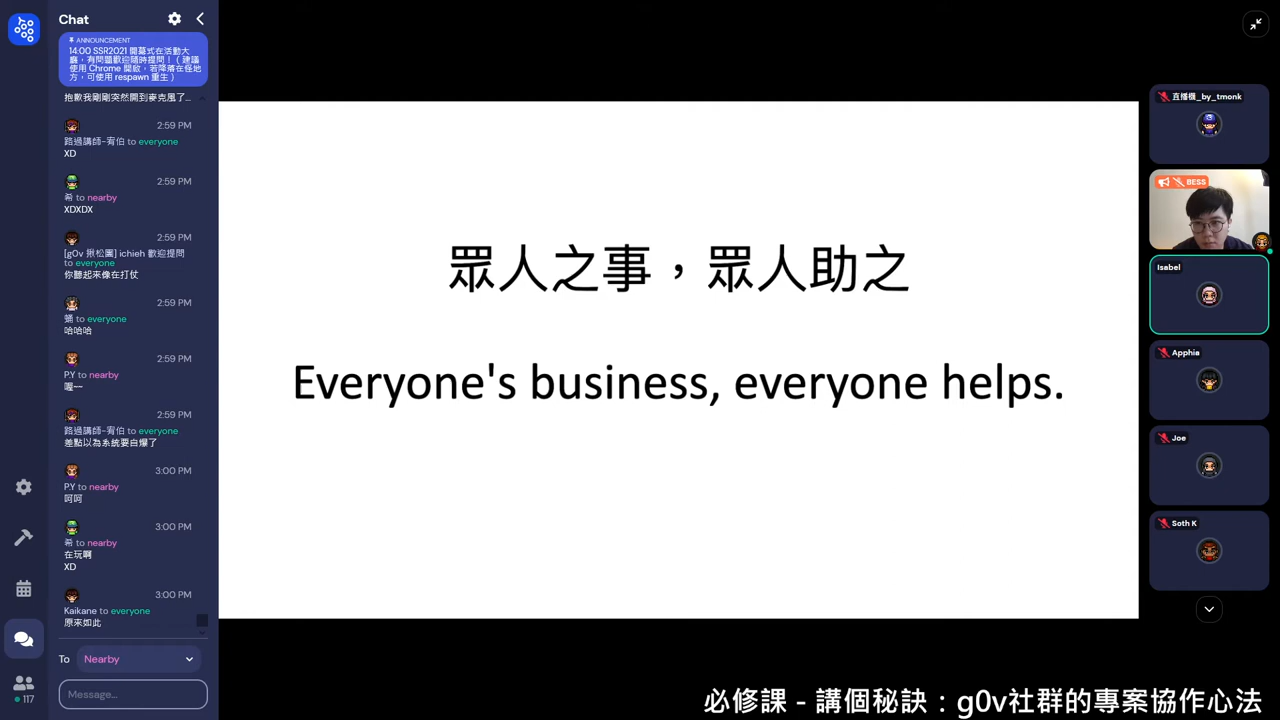 Chat
ANNOUNCEMENT
14:00 SSR2021 開幕式在活動大
廳，有問題歡迎隨時提問！（建議
使用 Chrome 開啟，若降落在怪地
方，可使用 respawn 重生）
抱歉我剛剛突然開到麥克風了...
2:59 PM
路過講師-宥伯 to everyone
XD
2:59 PM
希 to nearby
XDXDX
2:59 PM
[g0v 揪松團] ichieh 歡迎提問
to everyone
你聽起來像在打仗
2:59 PM
to everyone
哈哈哈
2:59 PM
P.Y to nearby
喔~~
2:59 PM
路過講師-宥伯 to everyone
差點以為系統要自爆了
3:00 PM
P.Y to nearby
呵呵
3:00 PM
希 to nearby
在玩啊
XD
3:00 PM
Kaikane to everyone
原來如此
To Nearby
Message...
117
眾人之事，眾人助之
Everyone's business, everyone helps.
直播機_by_tmonk
BESS
Isabel
Apphia
Joe
Soth K
必修課 - 講個秘訣：g0v社群的專案協作心法